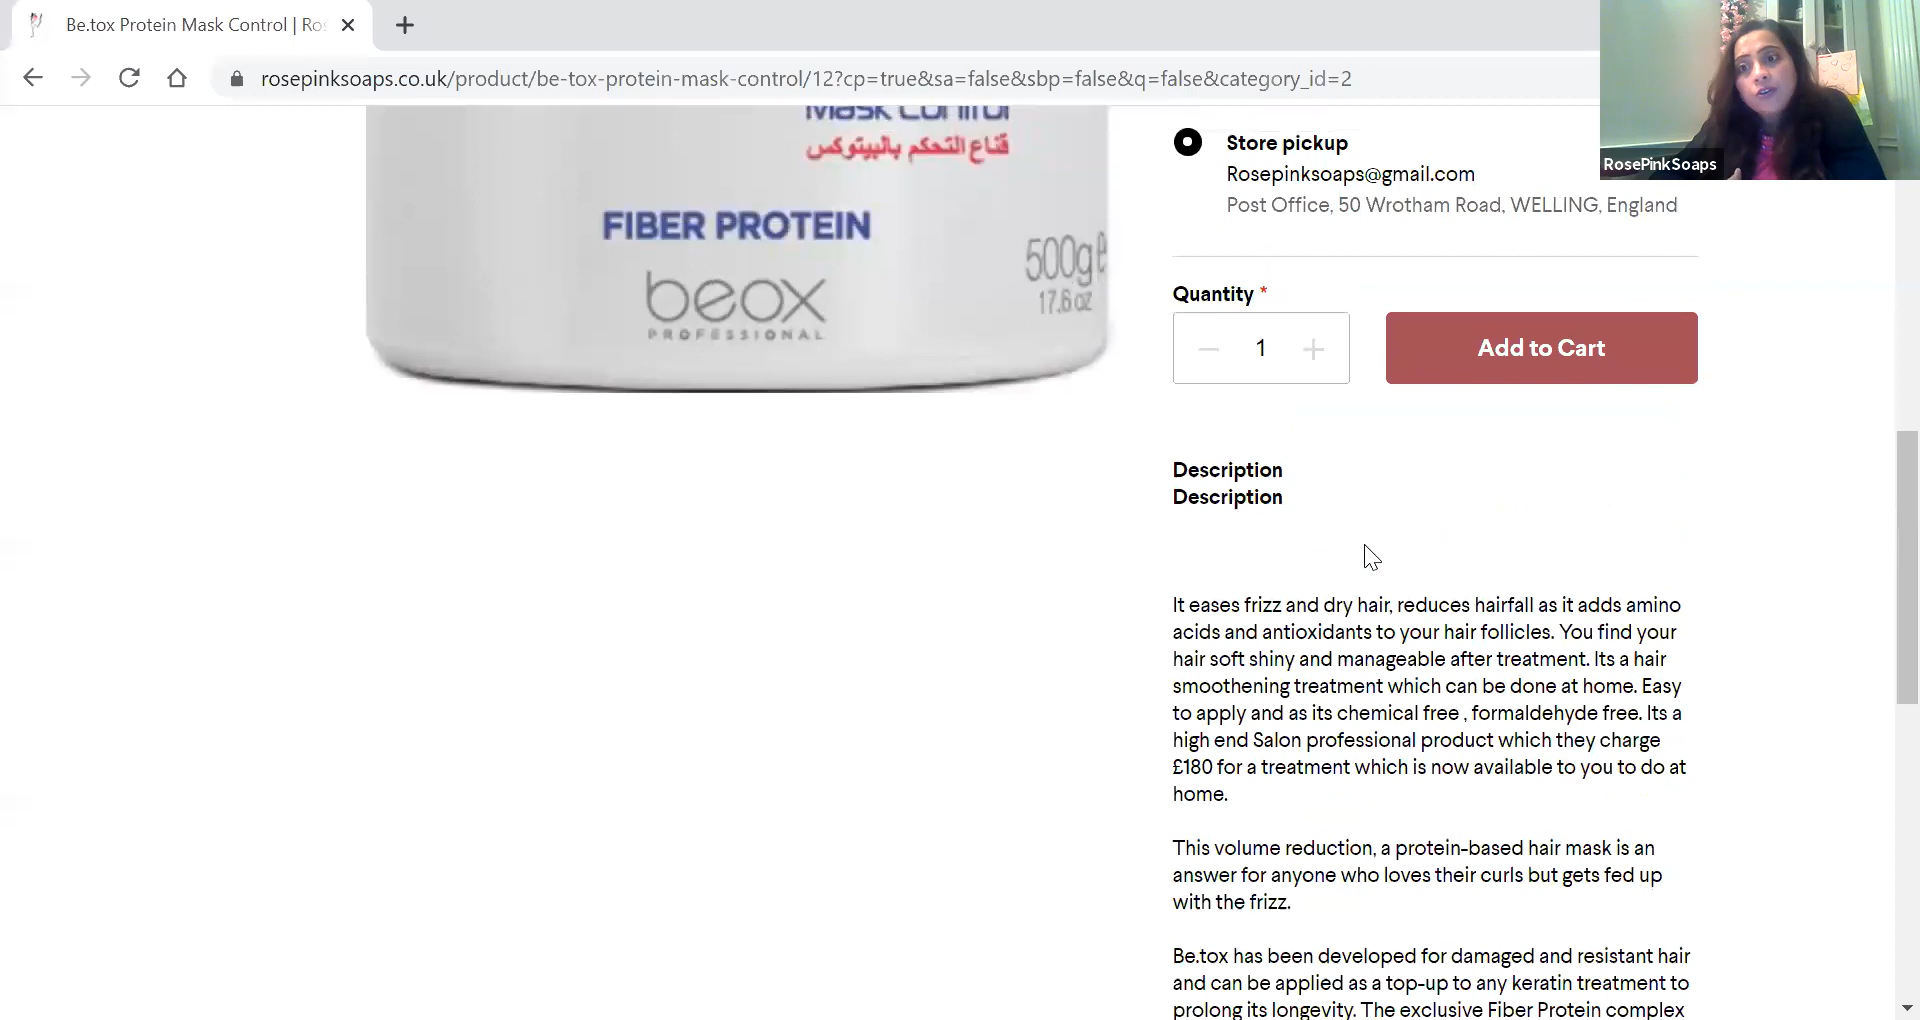 Be.tox Protein Mask Control | Ros
rosepinksoaps.co.uk/product/be-tox-protein-mask-control/12?cp=true&sa=false&sbp=false&q=false&category_id=2
RosePinkSoaps
Mask Control
قناع التحكم بالبيتوكس
FIBER PROTEIN
beox
PROFESSIONAL
500g e
17.6 oz
Store pickup
Rosepinksoaps@gmail.com
Post Office, 50 Wrotham Road, WELLING, England
Quantity *
1
Add to Cart
Description
Description
It eases frizz and dry hair, reduces hairfall as it adds amino
acids and antioxidants to your hair follicles. You find your
hair soft shiny and manageable after treatment. Its a hair
smoothening treatment which can be done at home. Easy
to apply and as its chemical free , formaldehyde free. Its a
high end Salon professional product which they charge
£180 for a treatment which is now available to you to do at
home.
This volume reduction, a protein-based hair mask is an
answer for anyone who loves their curls but gets fed up
with the frizz.
Be.tox has been developed for damaged and resistant hair
and can be applied as a top-up to any keratin treatment to
prolong its longevity. The exclusive Fiber Protein complex